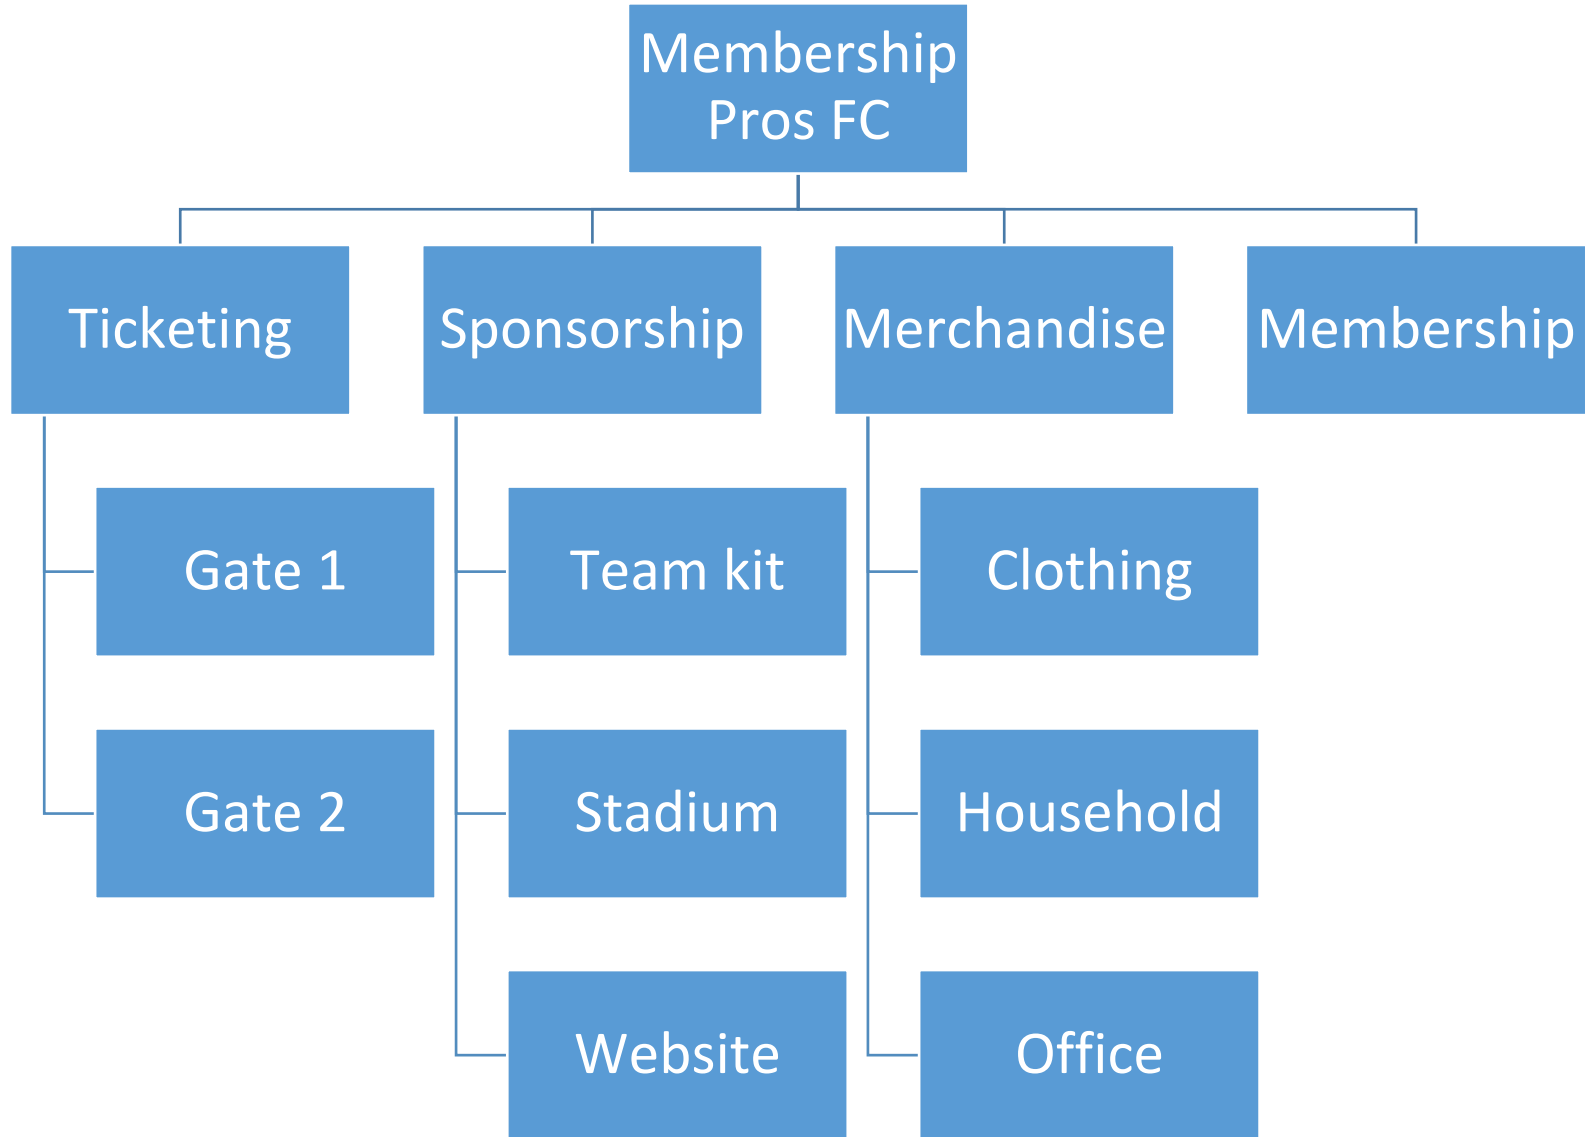 Membership
Pros FC
Ticketing
Sponsorship
Merchandise
Membership
Gate 1
Team kit
Clothing
Gate 2
Stadium
Household
Website
Office